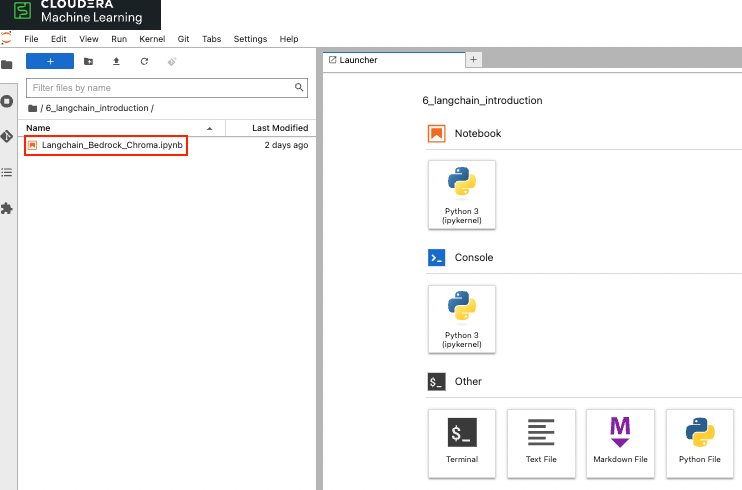 CLOUDERA
Machine Learning
File Edit View Run Kernel Git Tabs Settings Help
+
Filter files by name
/ 6_langchain_introduction /
Name Last Modified
Langchain_Bedrock_Chroma.ipynb 2 days ago
Launcher +
6_langchain_introduction
Notebook
Python 3
(ipykernel)
>_ Console
Python 3
(ipykernel)
$_ Other
$_
Terminal
Text File
M
Markdown File
Python File